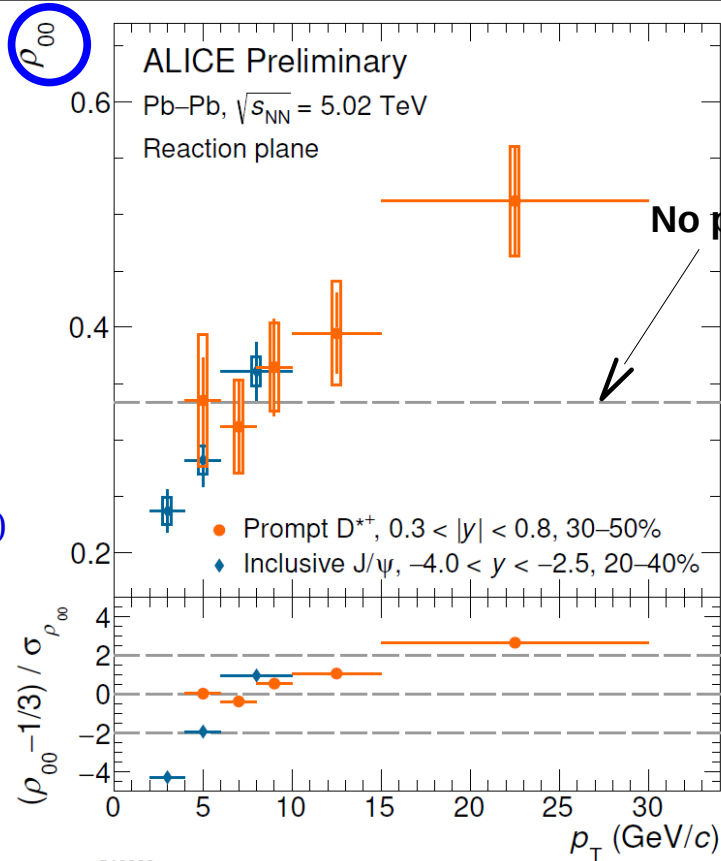 ρ00
ALICE Preliminary
0.6
Pb–Pb, √sNN = 5.02 TeV
Reaction plane
No
0.4
Prompt D*+, 0.3 < |y| < 0.8, 30–50%
0.2
Inclusive J/ψ, –4.0 < y < –2.5, 20–40%
(ρ00–1/3) / σρ00
4
2
0
−2
−4
0 5 10 15 20 25 30
pT (GeV/c)